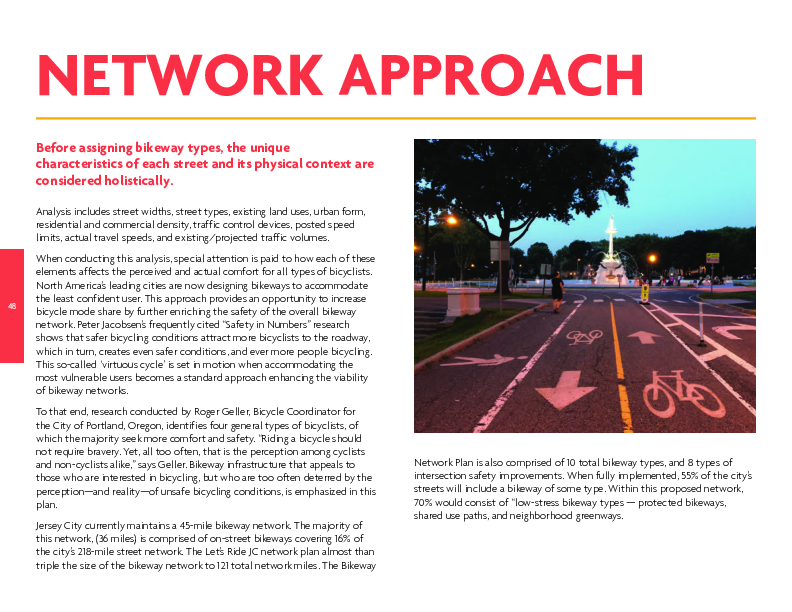 NETWORK APPROACH
Before assigning bikeway types, the unique
characteristics of each street and its physical context are
considered holistically.
Analysis includes street widths, street types, existing land uses, urban form,
residential and commercial density, traffic control devices, posted speed
limits, actual travel speeds, and existing/projected traffic volumes.
When conducting this analysis, special attention is paid to how each of these
elements affects the perceived and actual comfort for all types of bicyclists.
North America's leading cities are now designing bikeways to accommodate
the least confident user. This approach provides an opportunity to increase
bicycle mode share by further enriching the safety of the overall bikeway
network. Peter Jacobsen's frequently cited "Safety in Numbers" research
shows that safer bicycling conditions attract more bicyclists to the roadway,
which in turn, creates even safer conditions, and ever more people bicycling.
This so-called 'virtuous cycle' is set in motion when accommodating the
most vulnerable users becomes a standard approach enhancing the viability
of bikeway networks.
To that end, research conducted by Roger Geller, Bicycle Coordinator for
the City of Portland, Oregon, identifies four general types of bicyclists, of
which the majority seek more comfort and safety. "Riding a bicycle should
not require bravery. Yet, all too often, that is the perception among cyclists
and non-cyclists alike," says Geller. Bikeway infrastructure that appeals to
those who are interested in bicycling, but who are too often deterred by the
perception—and reality—of unsafe bicycling conditions, is emphasized in this
plan.
Jersey City currently maintains a 45-mile bikeway network. The majority of
this network, (36 miles) is comprised of on-street bikeways covering 16% of
the city's 218-mile street network. The Let's Ride JC network plan almost than
triple the size of the bikeway network to 121 total network miles. The Bikeway
Network Plan is also comprised of 10 total bikeway types, and 8 types of
intersection safety improvements. When fully implemented, 55% of the city's
streets will include a bikeway of some type. Within this proposed network,
70% would consist of "low-stress bikeway types — protected bikeways,
shared use paths, and neighborhood greenways.
48